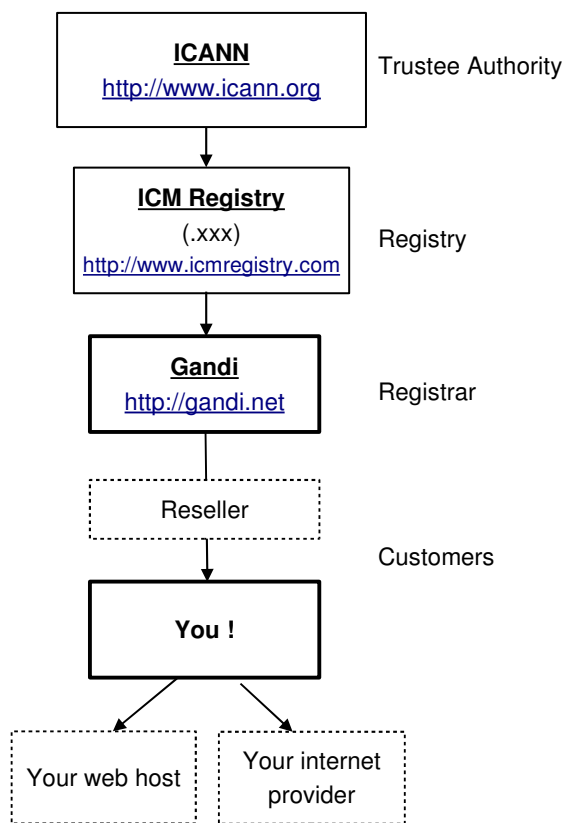 ICANN
http://www.icann.org
Trustee Authority
ICM Registry
(.xxx)
http://www.icmregistry.com
Registry
Gandi
http://gandi.net
Registrar
Reseller
Customers
You !
Your web host
Your internet
provider